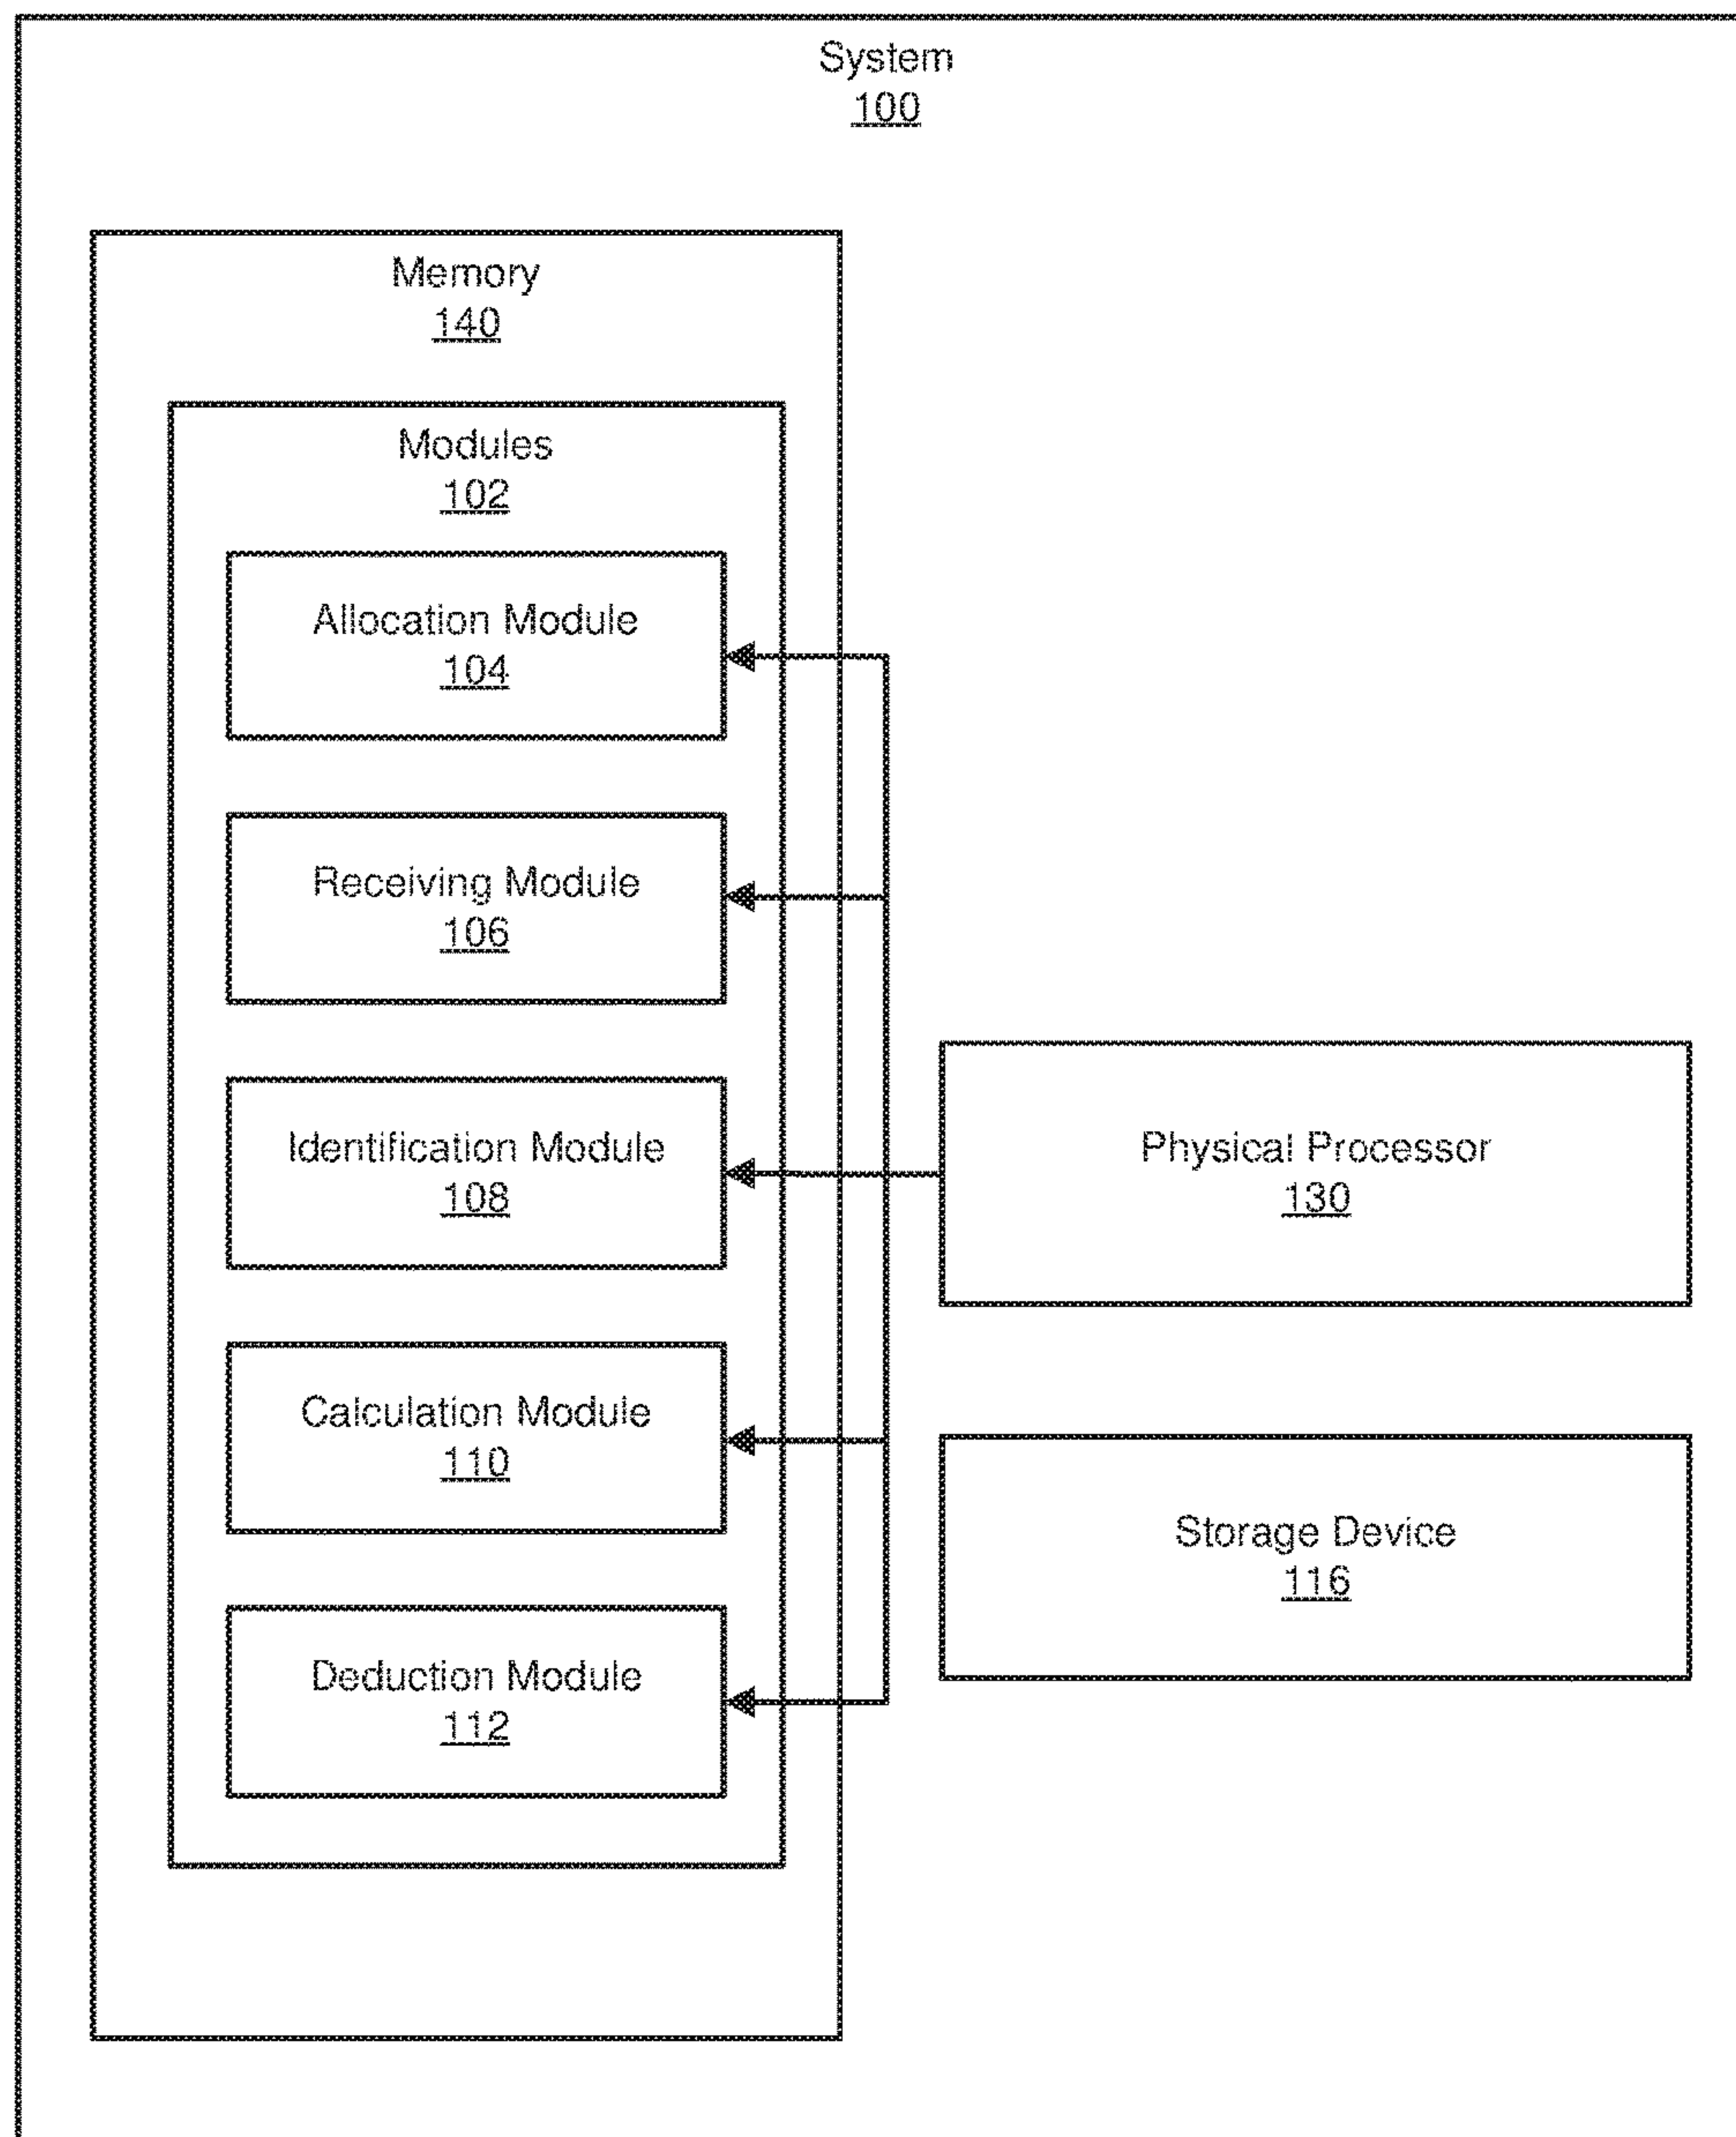 System
100
Memory
140
Modules
102
Allocation Module
104
Receiving Module
106
Identification Module
108
Calculation Module
110
Deduction Module
112
Physical Processor
130
Storage Device
116